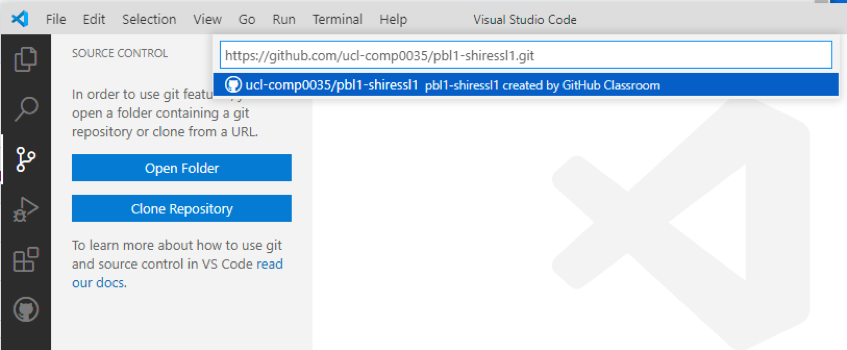 File Edit Selection View Go Run Terminal Help Visual Studio Code
SOURCE CONTROL
https://github.com/ucl-comp0035/pbl1-shiressl1.git
ucl-comp0035/pbl1-shiressl1 pbl1-shiressl1 created by GitHub Classroom
In order to use git featu
open a folder containing a git
repository or clone from a URL.
Open Folder
Clone Repository
To learn more about how to use git
and source control in VS Code read
our docs.